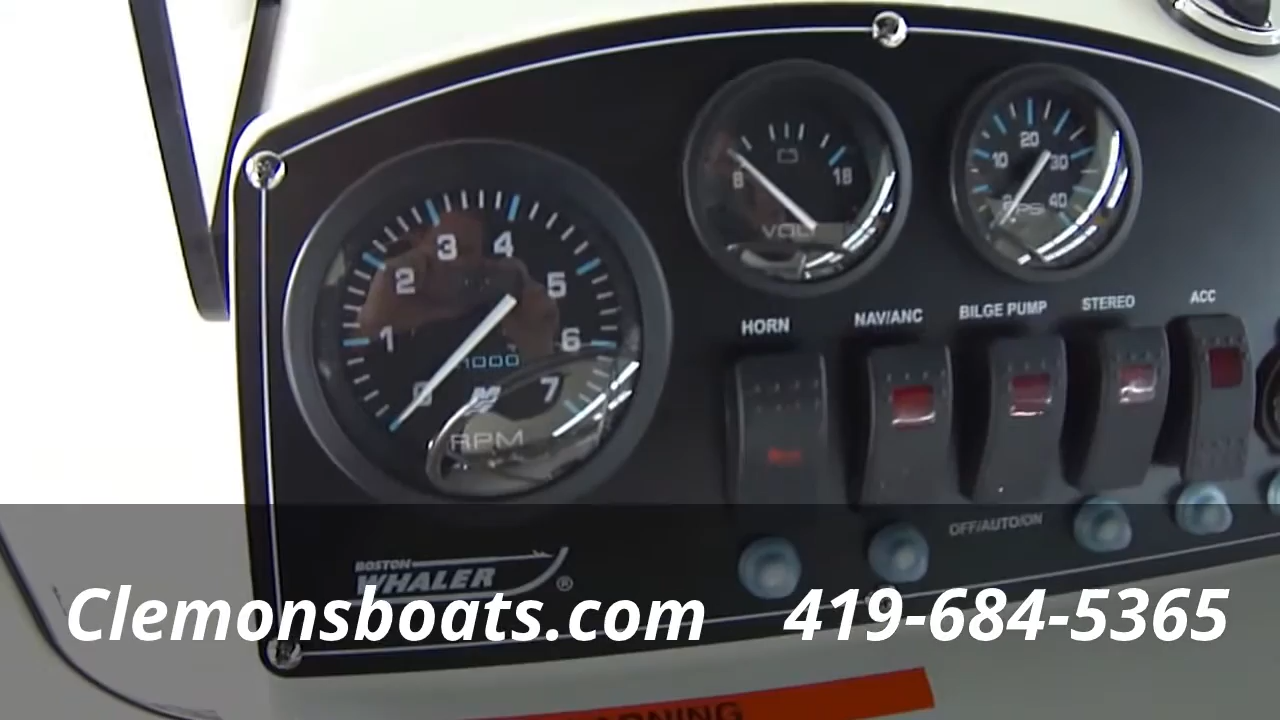 0 1 2 3 4 5 6 7
1000
RPM
8 18
VOLT
10 20 30 40
HORN NAV/ANC BILGE PUMP STEREO ACC
OFF/AUTO/ON
BOSTON
WHALER ®
Clemonsboats.com 419-684-5365